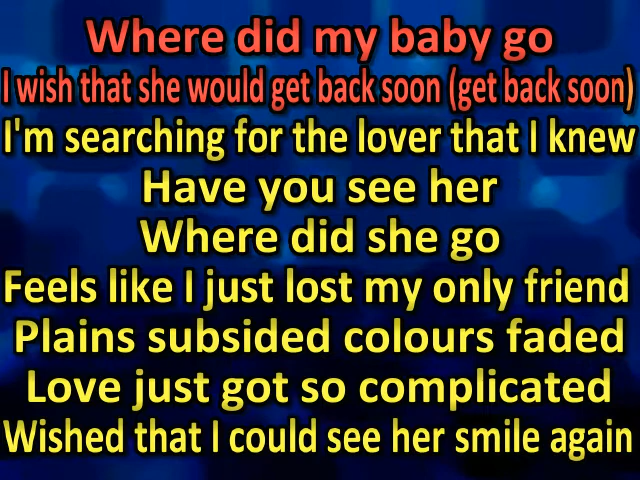 Where did my baby go
I wish that she would get back soon (get back soon)
I'm searching for the lover that I knew
Have you see her
Where did she go
Feels like I just lost my only friend
Plains subsided colours faded
Love just got so complicated
Wished that I could see her smile again